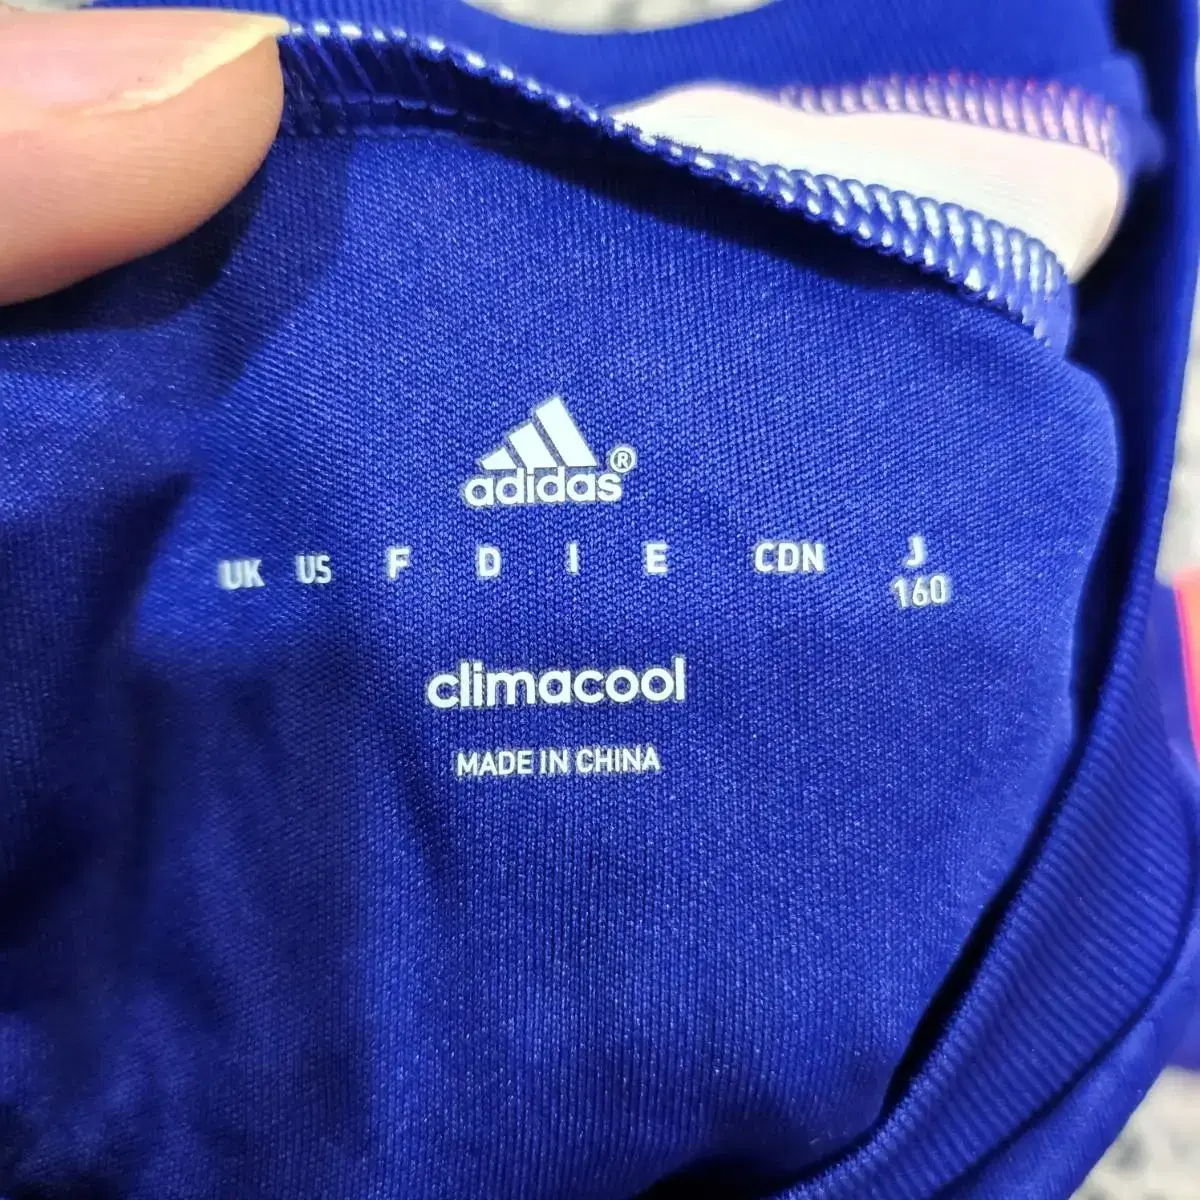 adidas®
UK US F D I E CDN J
160
climacool
MADE IN CHINA